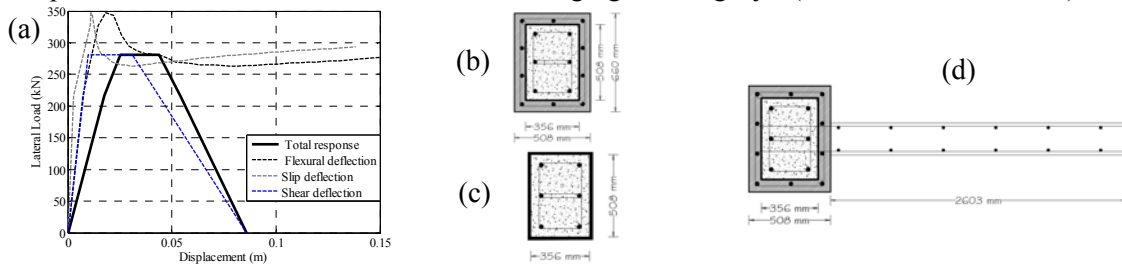 (a)
350
300
250
200
150
100
50
0
Lateral Load (kN)
Total response
Flexural deflection
Slip deflection
Shear deflection
0
0.05
0.1
0.15
Displacement (m)
(b)
508 mm
660 mm
356 mm
508 mm
(c)
508 mm
356 mm
(d)
356 mm
508 mm
2603 mm